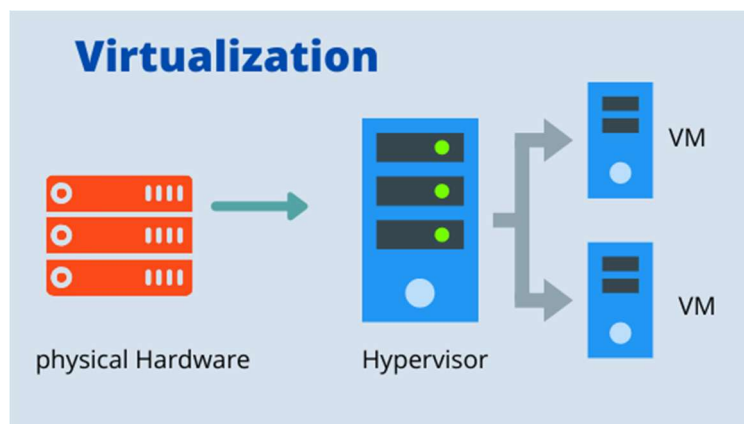 Virtualization
VM
VM
physical Hardware
Hypervisor